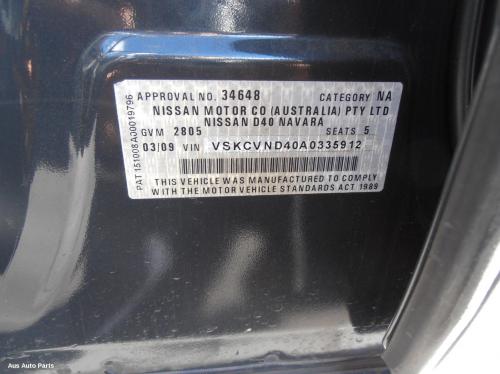 APPROVAL NO. 34648 CATEGORY NA
NISSAN MOTOR CO (AUSTRALIA) PTY LTD
NISSAN D40 NAVARA
GVM 2805 SEATS 5
03/09 VIN VSKCVND40A0335912
THIS VEHICLE WAS MANUFACTURED TO COMPLY
WITH THE MOTOR VEHICLE STANDARDS ACT 1989
PAT 151008A00019796
Aus Auto Parts